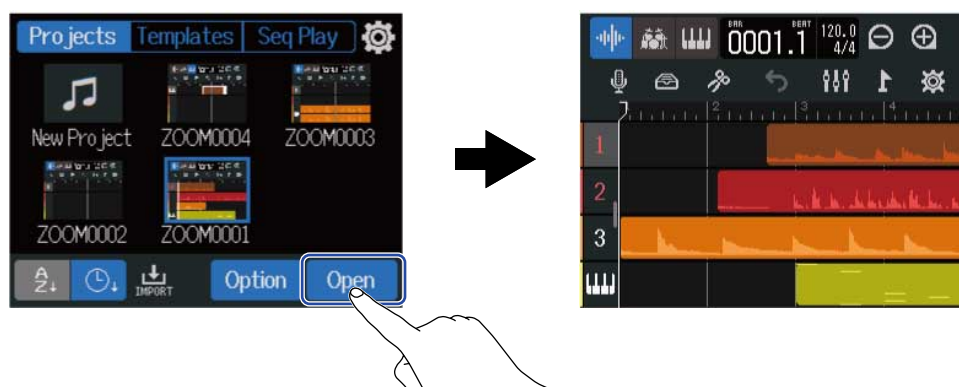 Projects Templates Seq Play
New Project ZOOM0004 ZOOM0003
ZOOM0002 ZOOM0001
A
Z
IMPORT
Option Open
BAR BEAT
0001.1
120.0
4/4
2 3 4
1
2
3